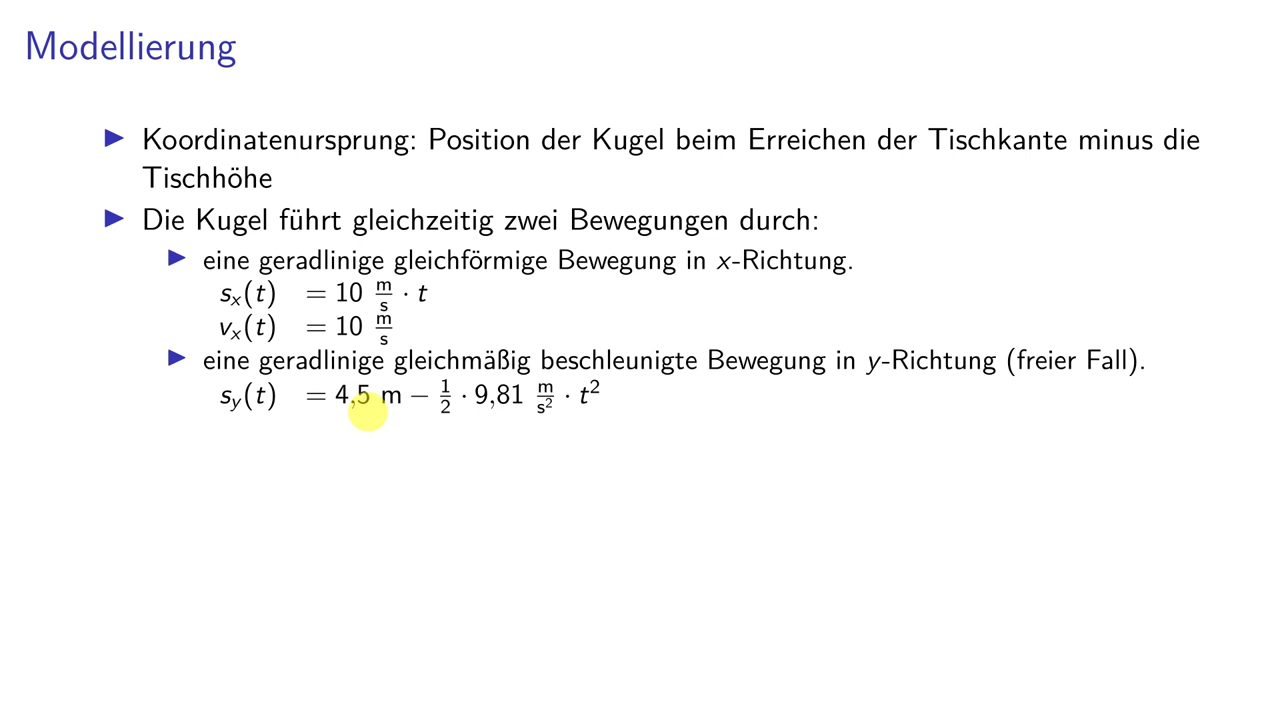 Modellierung
▶ Koordinatenursprung: Position der Kugel beim Erreichen der Tischkante minus die
Tischhöhe
▶ Die Kugel führt gleichzeitig zwei Bewegungen durch:
▶ eine geradlinige gleichförmige Bewegung in x-Richtung.
sₓ(t) = 10 m/s · t
vₓ(t) = 10 m/s
▶ eine geradlinige gleichmäßig beschleunigte Bewegung in y-Richtung (freier Fall).
s_y(t) = 4,5 m − 1/2 · 9,81 m/s² · t²